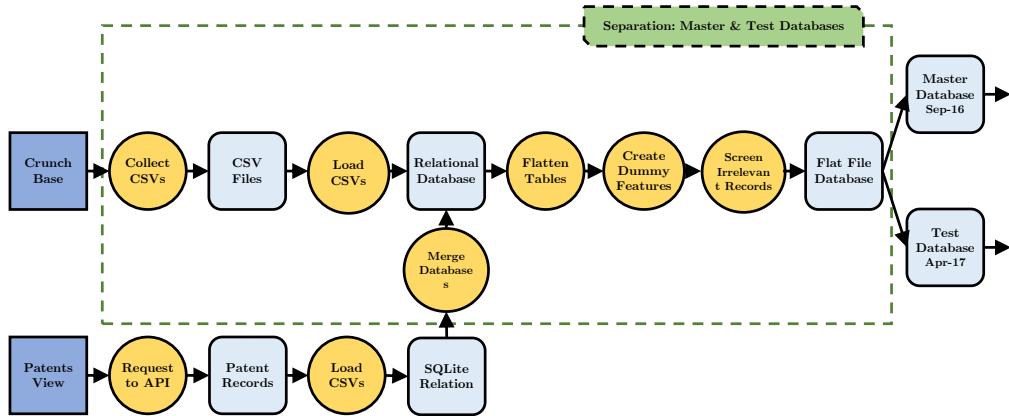 Separation: Master & Test Databases
Master
Database
Sep-16
Crunch
Base
Collect
CSVs
CSV
Files
Load
CSVs
Relational
Database
Flatten
Tables
Create
Dummy
Features
Screen
Irrelevan
t Records
Flat File
Database
Test
Database
Apr-17
Merge
Database
s
Patents
View
Request
to API
Patent
Records
Load
CSVs
SQLite
Relation